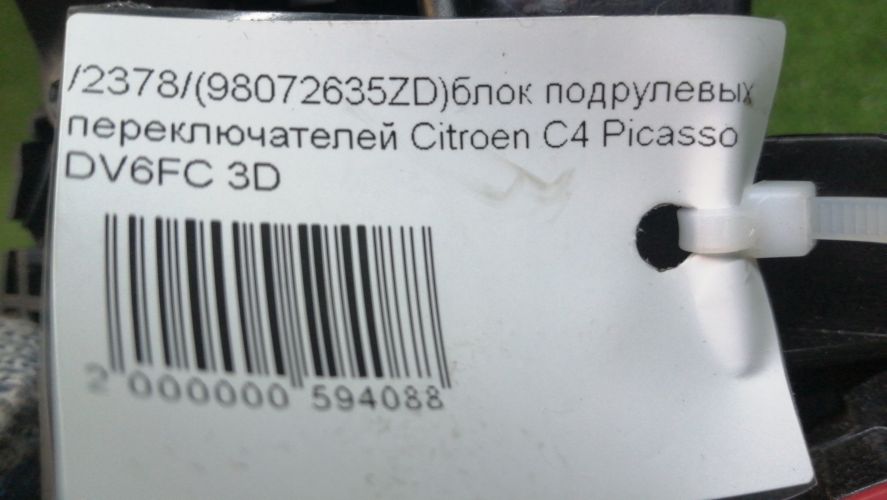 /2378/(98072635ZD)блок подрулевых
переключателей Citroen C4 Picasso
DV6FC 3D
2 000000 594088